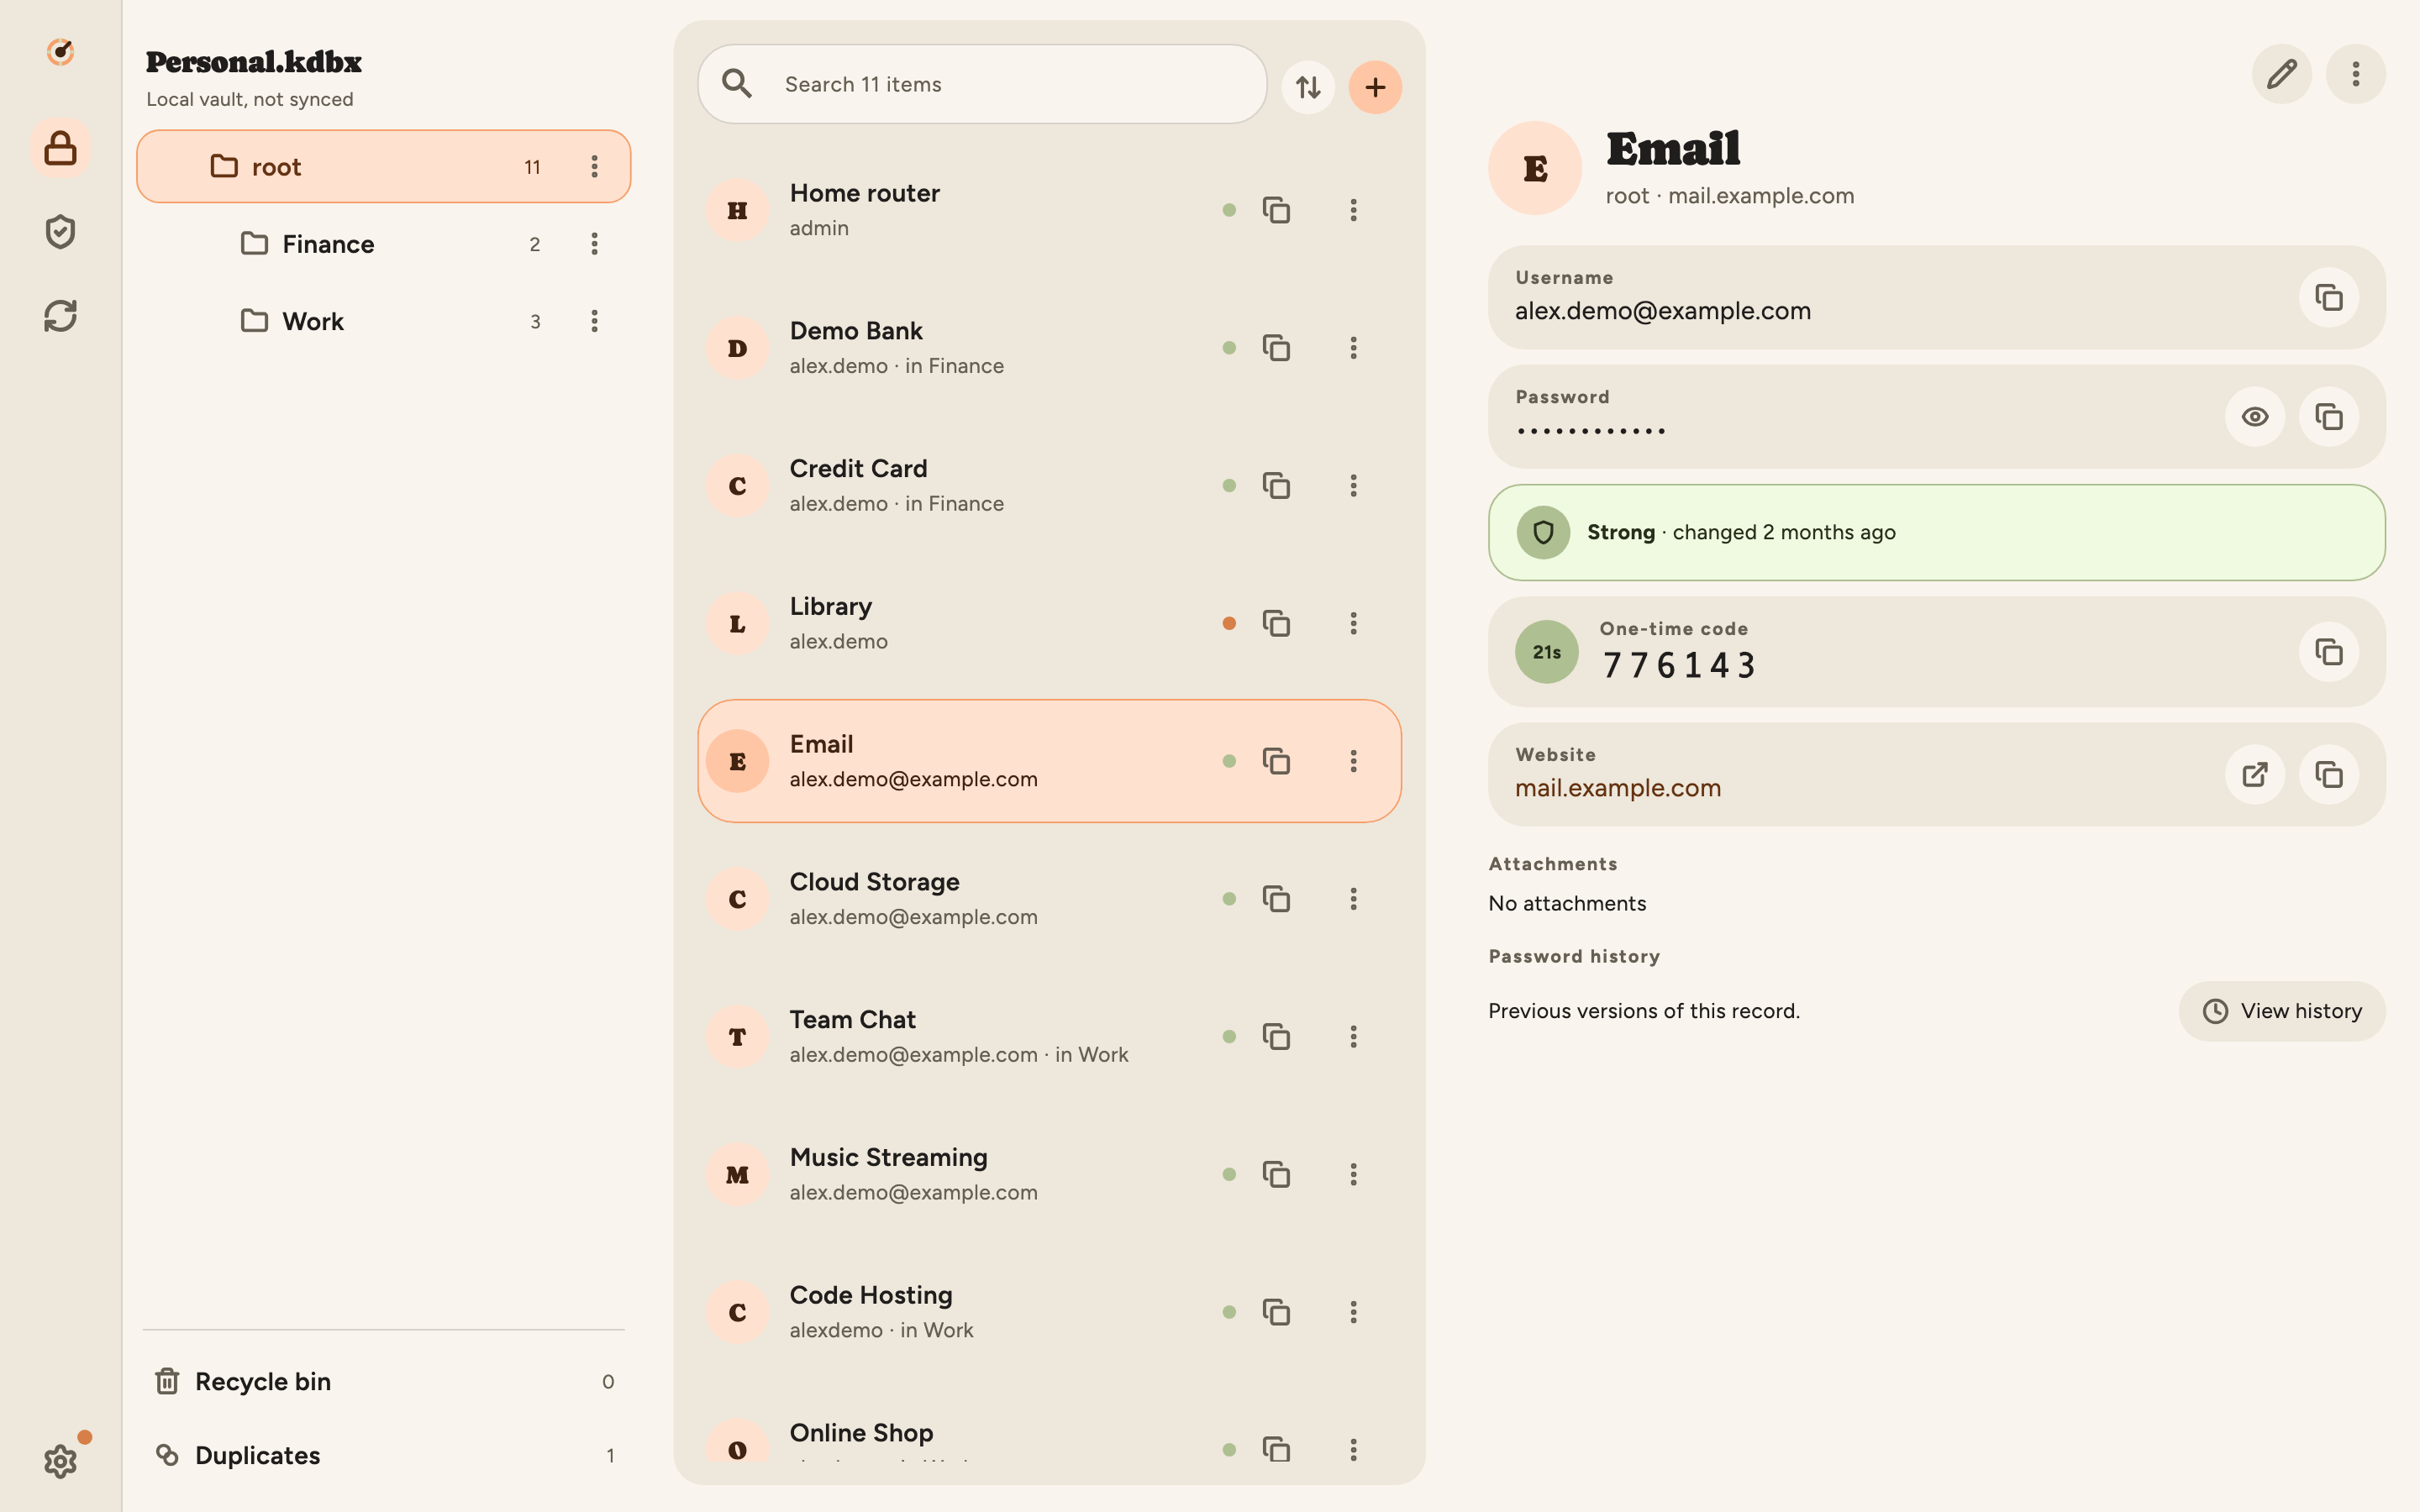 Personal.kdbx
Local vault, not synced
root 11
Finance 2
Work 3
Recycle bin 0
Duplicates 1
Search 11 items
H
Home router
admin
D
Demo Bank
alex.demo · in Finance
C
Credit Card
alex.demo · in Finance
L
Library
alex.demo
E
Email
alex.demo@example.com
C
Cloud Storage
alex.demo@example.com
T
Team Chat
alex.demo@example.com · in Work
M
Music Streaming
alex.demo@example.com
C
Code Hosting
alexdemo · in Work
O
Online Shop
E
Email
root · mail.example.com
Username
alex.demo@example.com
Password
••••••••••••
Strong · changed 2 months ago
21s
One-time code
776143
Website
mail.example.com
Attachments
No attachments
Password history
Previous versions of this record.
View history